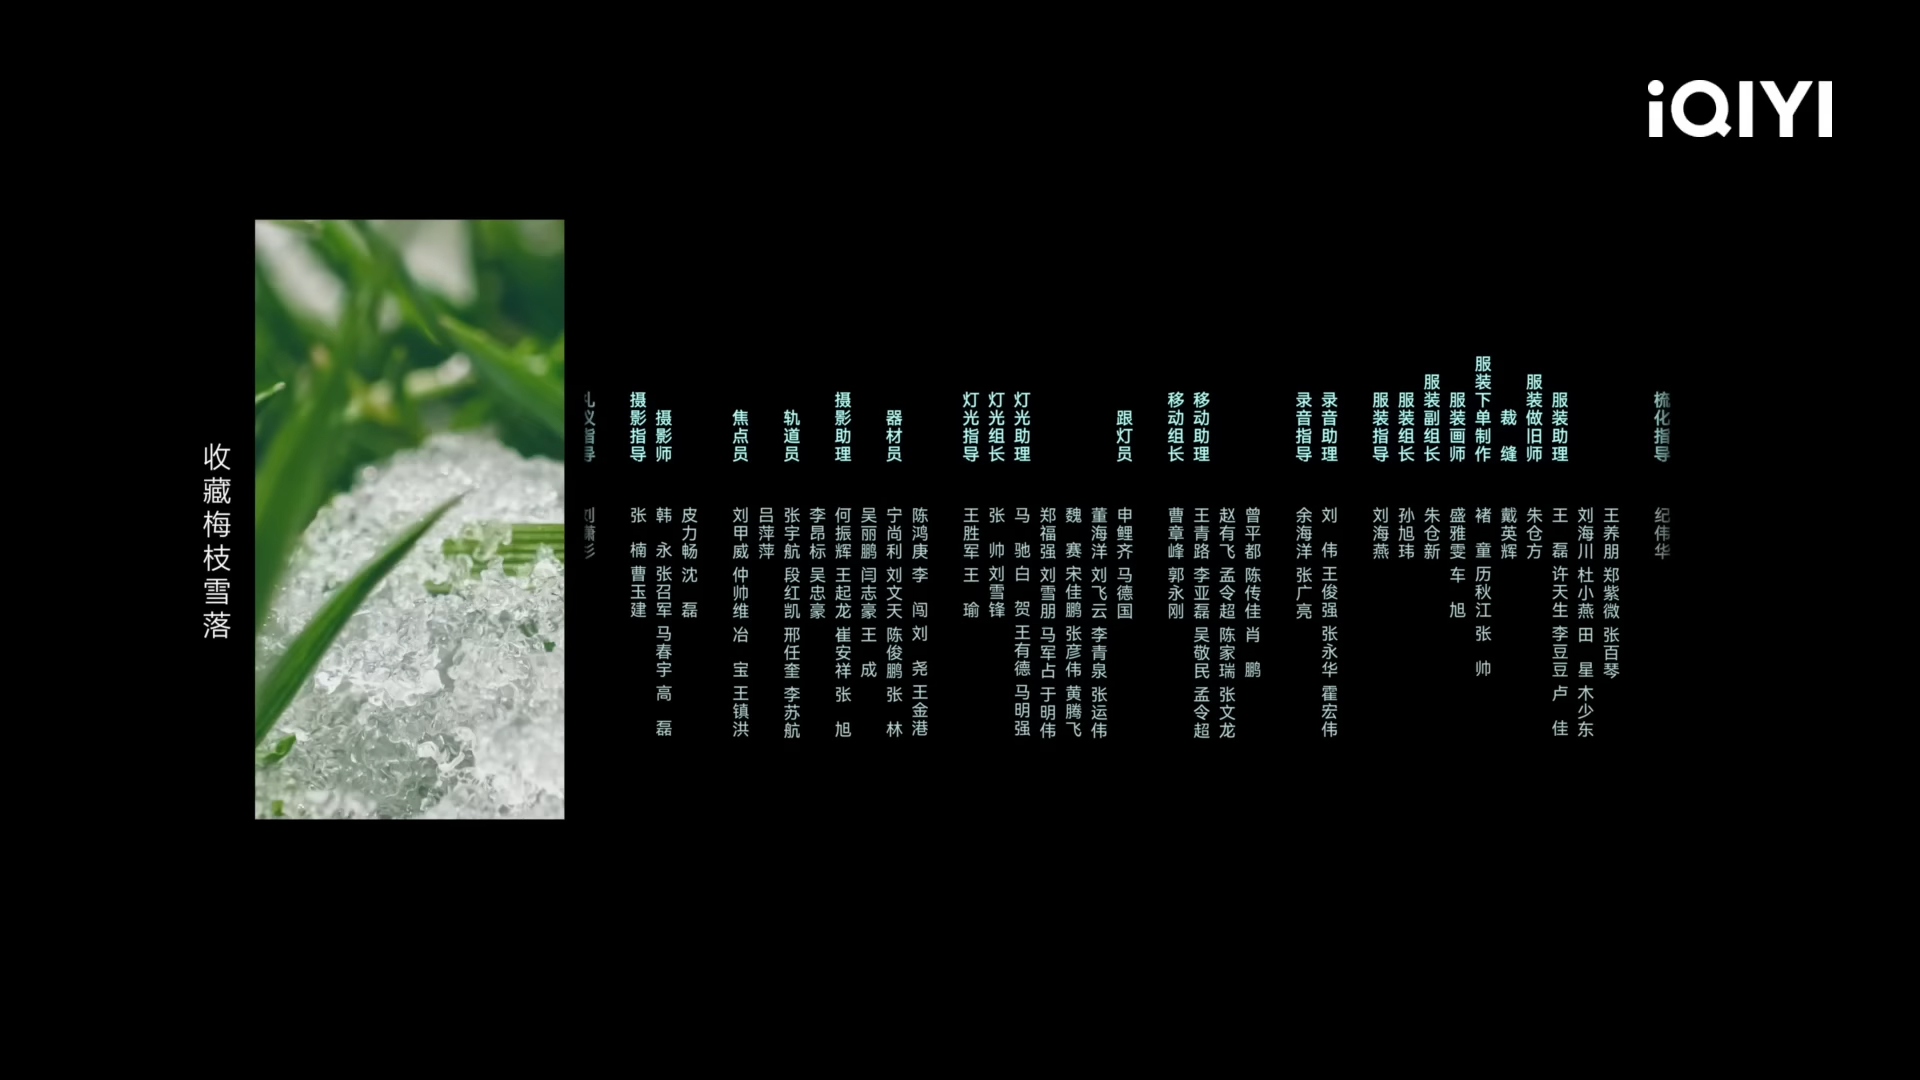 iQIYI
收藏梅枝雪落
仪指导
摄影指导
张 楠 曹玉建
摄影师
韩 永 张召军 马春宇 高 磊
皮力畅 沈 磊
焦点员
刘甲威 仲帅维 冶 宝 王镇洪
吕萍萍
轨道员
张宇航 段红凯 邢任奎 李苏航
李昂标 吴忠豪
摄影助理
何振辉 王起龙 崔安祥 张 旭
吴丽鹏 闫志豪 王 成
器材员
宁尚利 刘文天 陈俊鹏 张 林
陈鸿庚 李 闯 刘 尧 王金港
灯光指导
王胜军 王 瑜
灯光组长
张 帅 刘雪锋
灯光助理
马 驰 白 贺 王有德 马明强
郑福强 刘雪朋 马军占 于明伟
魏 赛 宋佳鹏 张彦伟 黄腾飞
董海洋 刘飞云 李青泉 张运伟
跟灯员
申鲤齐 马德国
移动组长
曹章峰 郭永刚
移动助理
王青路 李亚磊 吴敬民 孟令超
赵有飞 孟令超 陈家瑞 张文龙
曾平都 陈传佳 肖 鹏
录音指导
余海洋 张广亮
录音助理
刘 伟 王俊强 张永华 霍宏伟
服装指导
刘海燕
服装组长
孙旭玮
服装副组长
朱仓新
服装画师
盛雅雯 车 旭
服装下单制作
褚 童 历秋江 张 帅
裁 缝
戴英辉
服装做旧师
朱仓方
服装助理
王 磊 许天生 李豆豆 卢 佳
刘海川 杜小燕 田 星 木少东
王养朋 郑紫微 张百琴
梳化指导
纪伟华